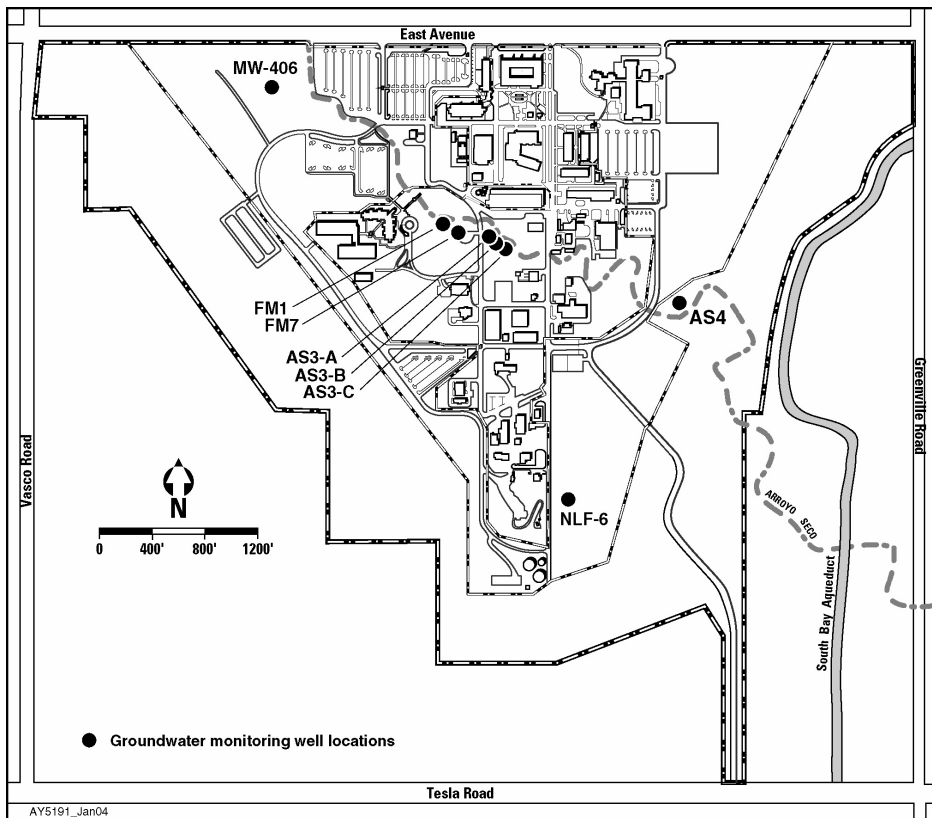 East Avenue
MW-406
FM1
FM7
AS4
AS3-A
AS3-B
AS3-C
Greenville Road
Vasco Road
N
0 400' 800' 1200'
NLF-6
ARROYO SECO
South Bay Aqueduct
Groundwater monitoring well locations
Tesla Road
AY5191_Jan04